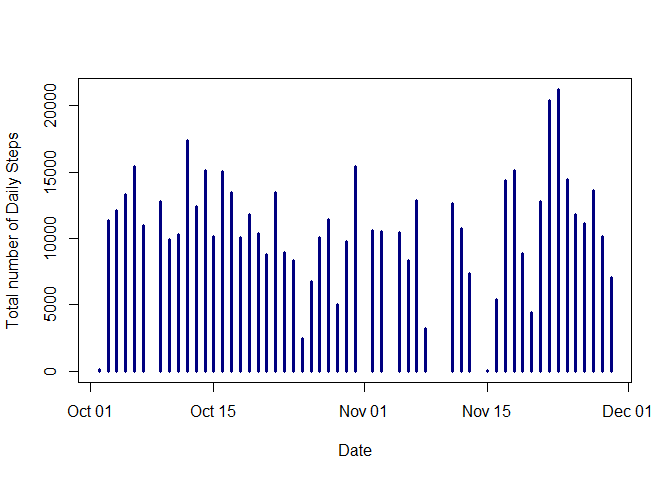 Total number of Daily Steps
20000
15000
10000
5000
0
Oct 01
Oct 15
Nov 01
Nov 15
Dec 01
Date